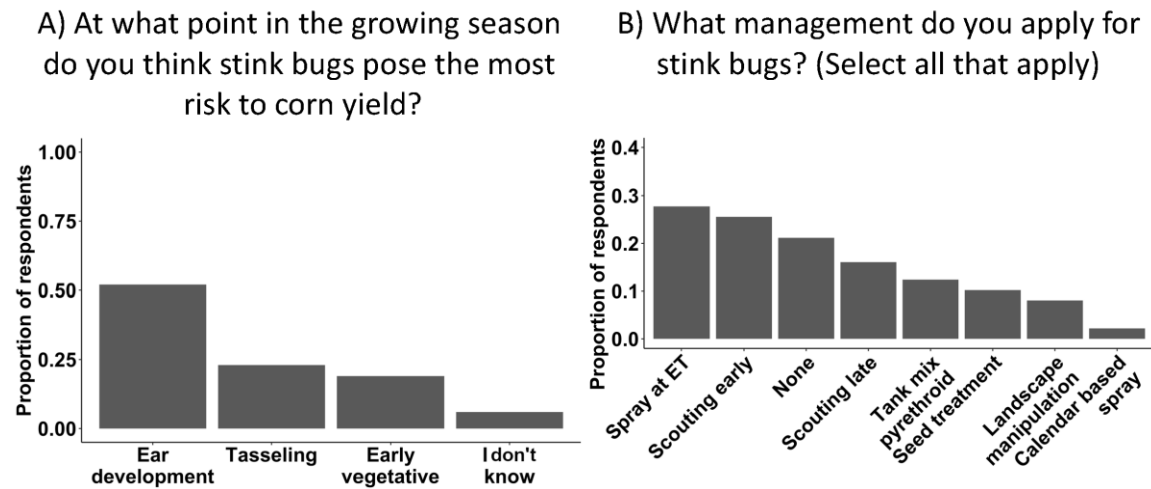 A) At what point in the growing season
do you think stink bugs pose the most
risk to corn yield?
Proportion of respondents
1.00
0.75
0.50
0.25
0.00
Ear
development
Tasseling
Early
vegetative
I don't
know
B) What management do you apply for
stink bugs? (Select all that apply)
Proportion of respondents
0.4
0.3
0.2
0.1
0.0
Spray at ET
Scouting early
None
Scouting late
Tank mix
pyrethroid
Seed treatment
Landscape
manipulation
Calendar based
spray